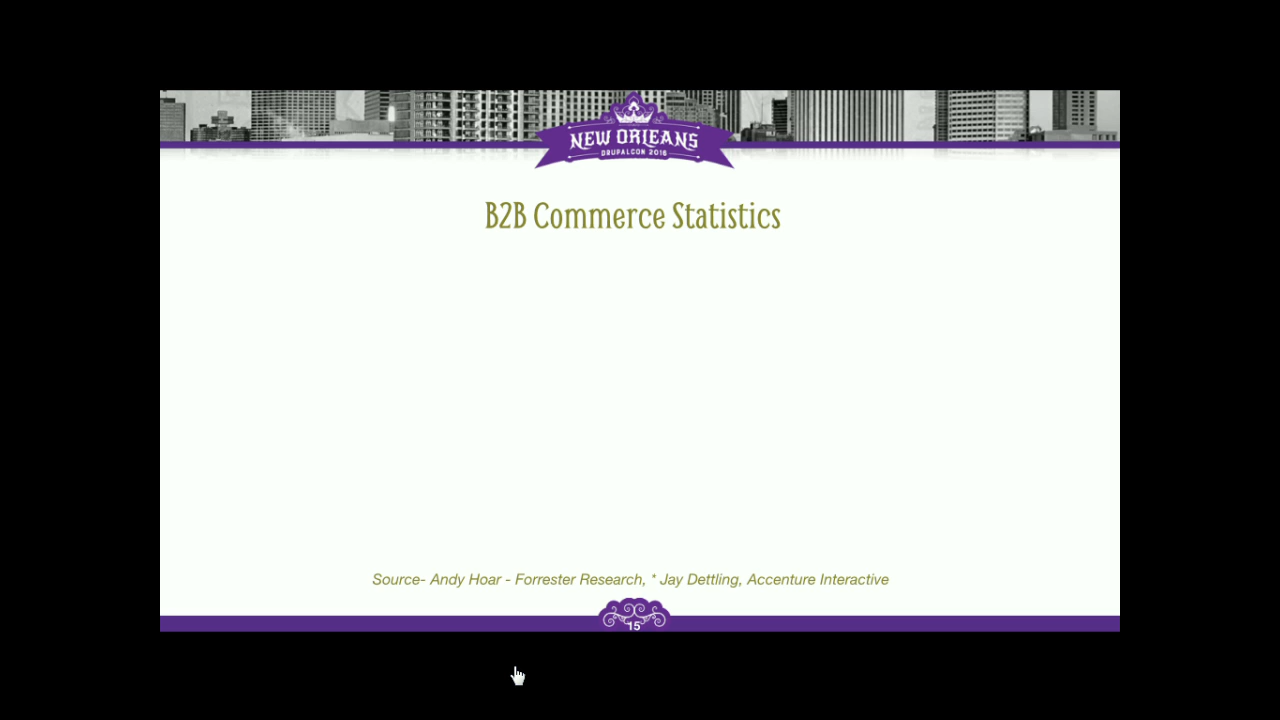 NEW ORLEANS
DRUPALCON 2016
B2B Commerce Statistics
Source- Andy Hoar - Forrester Research, * Jay Dettling, Accenture Interactive
15